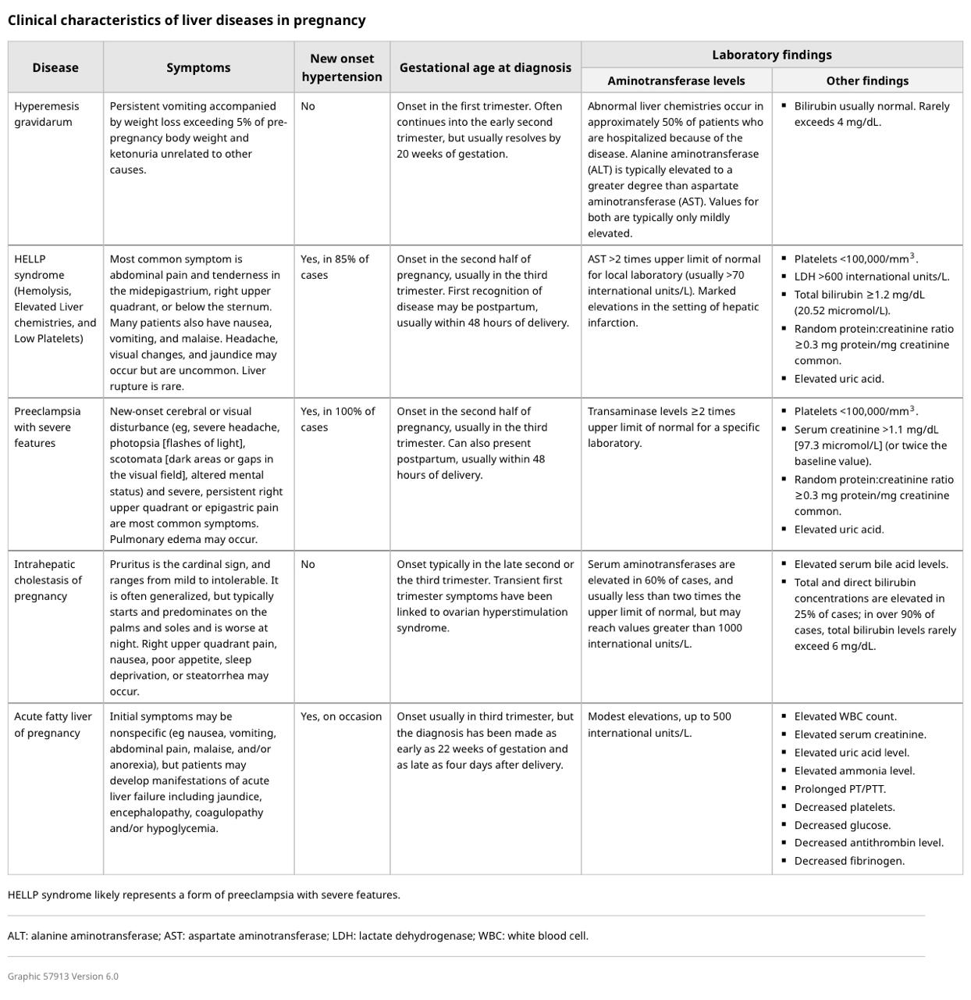 Clinical characteristics of liver diseases in pregnancy
Disease
Symptoms
New onset
hypertension
Gestational age at diagnosis
Laboratory findings
Aminotransferase levels
Other findings
Hyperemesis
gravidarum
Persistent vomiting accompanied
by weight loss exceeding 5% of pre-
pregnancy body weight and
ketonuria unrelated to other
causes.
No
Onset in the first trimester. Often
continues into the early second
trimester, but usually resolves by
20 weeks of gestation.
Abnormal liver chemistries occur in
approximately 50% of patients who
are hospitalized because of the
disease. Alanine aminotransferase
(ALT) is typically elevated to a
greater degree than aspartate
aminotransferase (AST). Values for
both are typically only mildly
elevated.
▪ Bilirubin usually normal. Rarely
exceeds 4 mg/dL.
HELLP
syndrome
(Hemolysis,
Elevated Liver
chemistries, and
Low Platelets)
Most common symptom is
abdominal pain and tenderness in
the midepigastrium, right upper
quadrant, or below the sternum.
Many patients also have nausea,
vomiting, and malaise. Headache,
visual changes, and jaundice may
occur but are uncommon. Liver
rupture is rare.
Yes, in 85% of
cases
Onset in the second half of
pregnancy, usually in the third
trimester. First recognition of
disease may be postpartum,
usually within 48 hours of delivery.
AST >2 times upper limit of normal
for local laboratory (usually >70
international units/L). Marked
elevations in the setting of hepatic
infarction.
▪ Platelets <100,000/mm³.
▪ LDH >600 international units/L.
▪ Total bilirubin ≥1.2 mg/dL
(20.52 micromol/L).
▪ Random protein:creatinine ratio
≥0.3 mg protein/mg creatinine
common.
▪ Elevated uric acid.
Preeclampsia
with severe
features
New-onset cerebral or visual
disturbance (eg, severe headache,
photopsia [flashes of light],
scotomata [dark areas or gaps in
the visual field], altered mental
status) and severe, persistent right
upper quadrant or epigastric pain
are most common symptoms.
Pulmonary edema may occur.
Yes, in 100% of
cases
Onset in the second half of
pregnancy, usually in the third
trimester. Can also present
postpartum, usually within 48
hours of delivery.
Transaminase levels ≥2 times
upper limit of normal for a specific
laboratory.
▪ Platelets <100,000/mm³.
▪ Serum creatinine >1.1 mg/dL
[97.3 micromol/L] (or twice the
baseline value).
▪ Random protein:creatinine ratio
≥0.3 mg protein/mg creatinine
common.
▪ Elevated uric acid.
Intrahepatic
cholestasis of
pregnancy
Pruritus is the cardinal sign, and
ranges from mild to intolerable. It
is often generalized, but typically
starts and predominates on the
palms and soles and is worse at
night. Right upper quadrant pain,
nausea, poor appetite, sleep
deprivation, or steatorrhea may
occur.
No
Onset typically in the late second or
the third trimester. Transient first
trimester symptoms have been
linked to ovarian hyperstimulation
syndrome.
Serum aminotransferases are
elevated in 60% of cases, and
usually less than two times the
upper limit of normal, but may
reach values greater than 1000
international units/L.
▪ Elevated serum bile acid levels.
▪ Total and direct bilirubin
concentrations are elevated in
25% of cases; in over 90% of
cases, total bilirubin levels rarely
exceed 6 mg/dL.
Acute fatty liver
of pregnancy
Initial symptoms may be
nonspecific (eg nausea, vomiting,
abdominal pain, malaise, and/or
anorexia), but patients may
develop manifestations of acute
liver failure including jaundice,
encephalopathy, coagulopathy
and/or hypoglycemia.
Yes, on occasion
Onset usually in third trimester, but
the diagnosis has been made as
early as 22 weeks of gestation and
as late as four days after delivery.
Modest elevations, up to 500
international units/L.
▪ Elevated WBC count.
▪ Elevated serum creatinine.
▪ Elevated uric acid level.
▪ Elevated ammonia level.
▪ Prolonged PT/PTT.
▪ Decreased platelets.
▪ Decreased glucose.
▪ Decreased antithrombin level.
▪ Decreased fibrinogen.
HELLP syndrome likely represents a form of preeclampsia with severe features.
ALT: alanine aminotransferase; AST: aspartate aminotransferase; LDH: lactate dehydrogenase; WBC: white blood cell.
Graphic 57913 Version 6.0